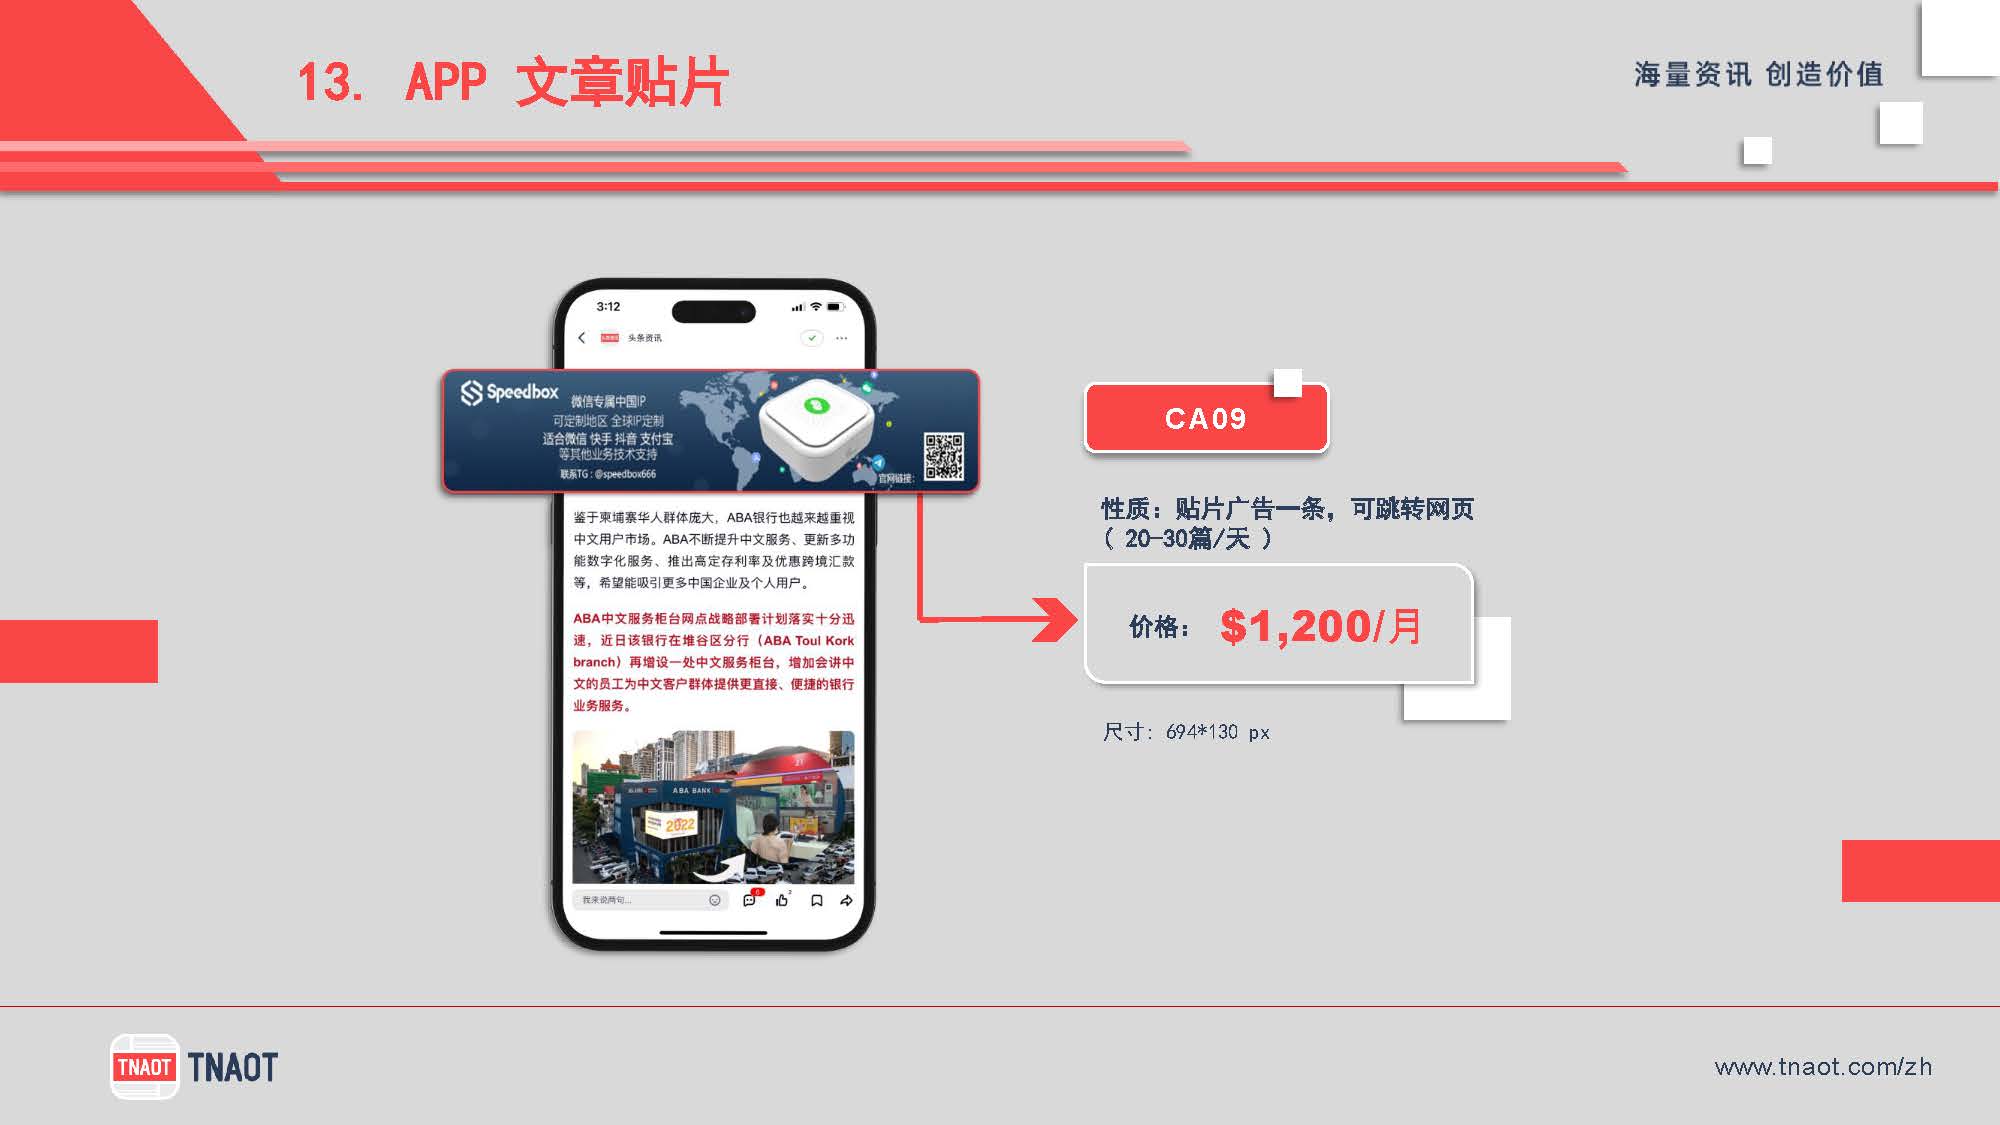 13. APP 文章贴片
海量资讯 创造价值
3:12
头条资讯
Speedbox
微信专属中国IP
可定制地区 全球IP定制
适合微信 快手 抖音 支付宝
等其他业务技术支持
联系TG : @speedbox666
官网链接:
鉴于柬埔寨华人群体庞大，ABA银行也越来越重视
中文用户市场。ABA不断提升中文服务、更新多功
能数字化服务、推出高定存利率及优惠跨境汇款
等，希望能吸引更多中国企业及个人用户。
ABA中文服务柜台网点战略部署计划落实十分迅
速，近日该银行在堆谷区分行（ABA Toul Kork
branch）再增设一处中文服务柜台，增加会讲中
文的员工为中文客户群体提供更直接、便捷的银行
业务服务。
ABA BANK
2022
我来说两句...
6
2
CA09
性质：贴片广告一条，可跳转网页
( 20-30篇/天 )
价格： $1,200/月
尺寸：694*130 px
TNAOT TNAOT
www.tnaot.com/zh